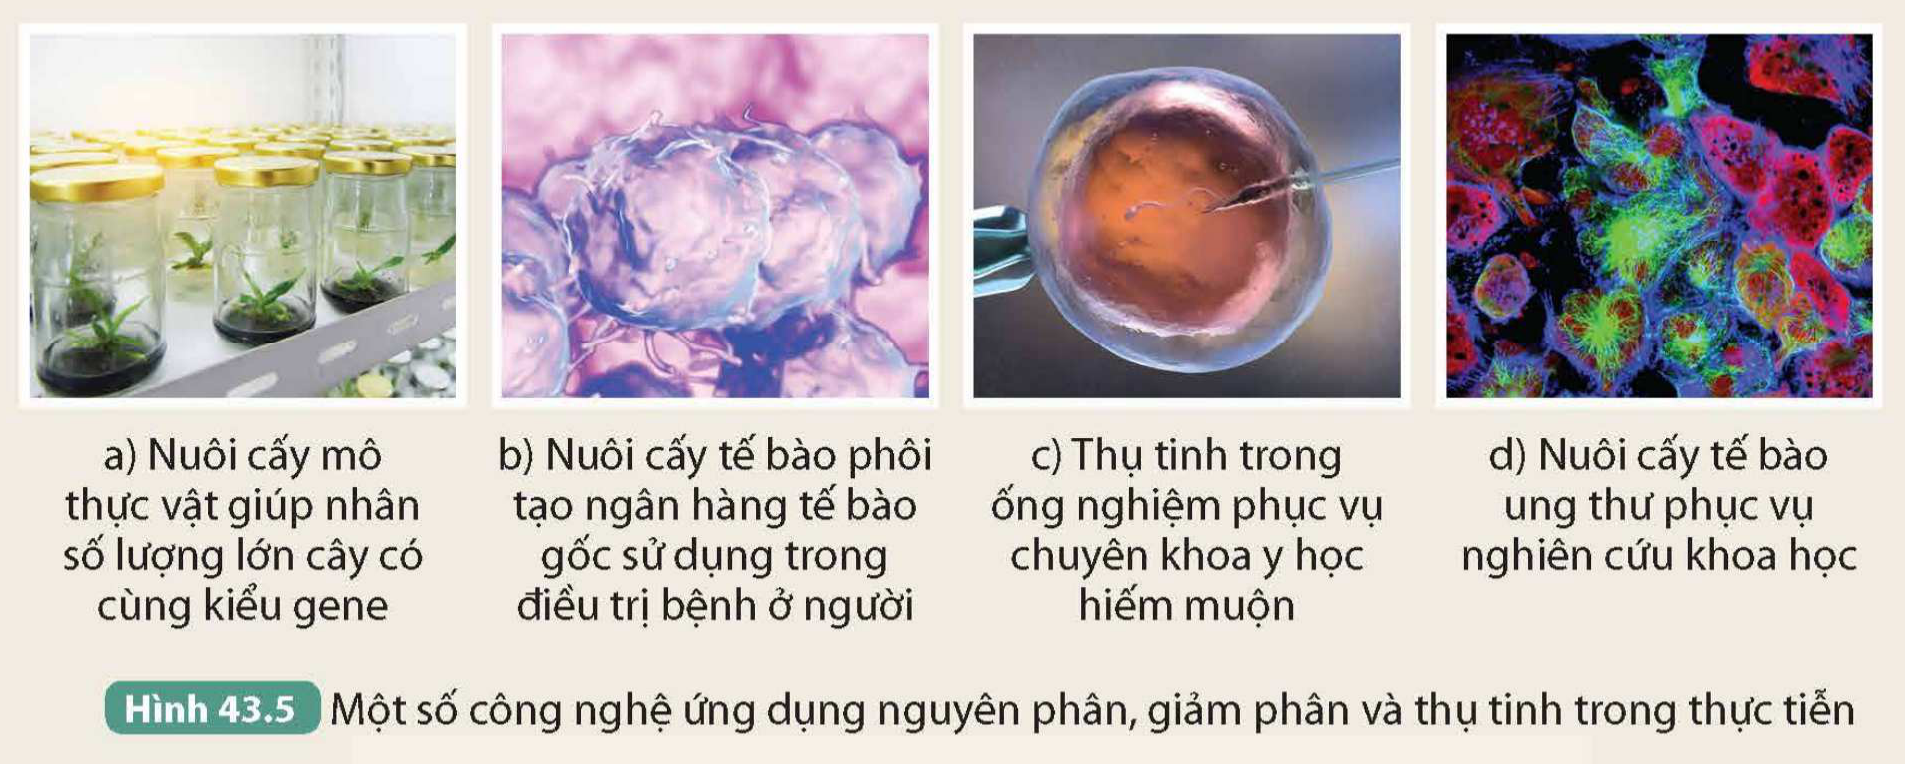 a) Nuôi cấy mô
thực vật giúp nhân
số lượng lớn cây có
cùng kiểu gene
b) Nuôi cấy tế bào phôi
tạo ngân hàng tế bào
gốc sử dụng trong
điều trị bệnh ở người
c) Thụ tinh trong
ống nghiệm phục vụ
chuyên khoa y học
hiếm muộn
d) Nuôi cấy tế bào
ung thư phục vụ
nghiên cứu khoa học
Hình 43.5 Một số công nghệ ứng dụng nguyên phân, giảm phân và thụ tinh trong thực tiễn